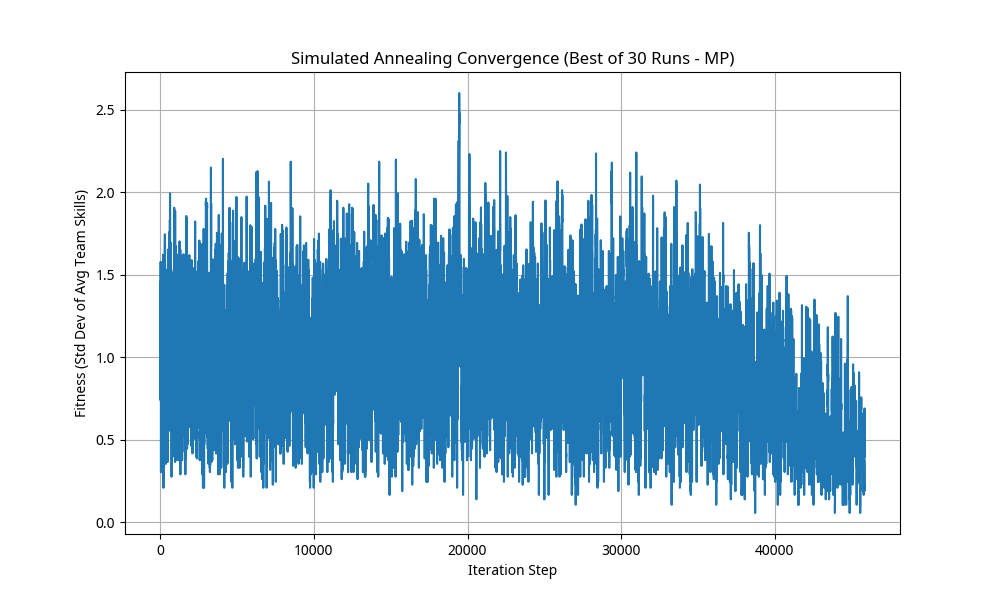 Simulated Annealing Convergence (Best of 30 Runs - MP)
Fitness (Std Dev of Avg Team Skills)
2.5
2.0
1.5
1.0
0.5
0.0
0 10000 20000 30000 40000
Iteration Step